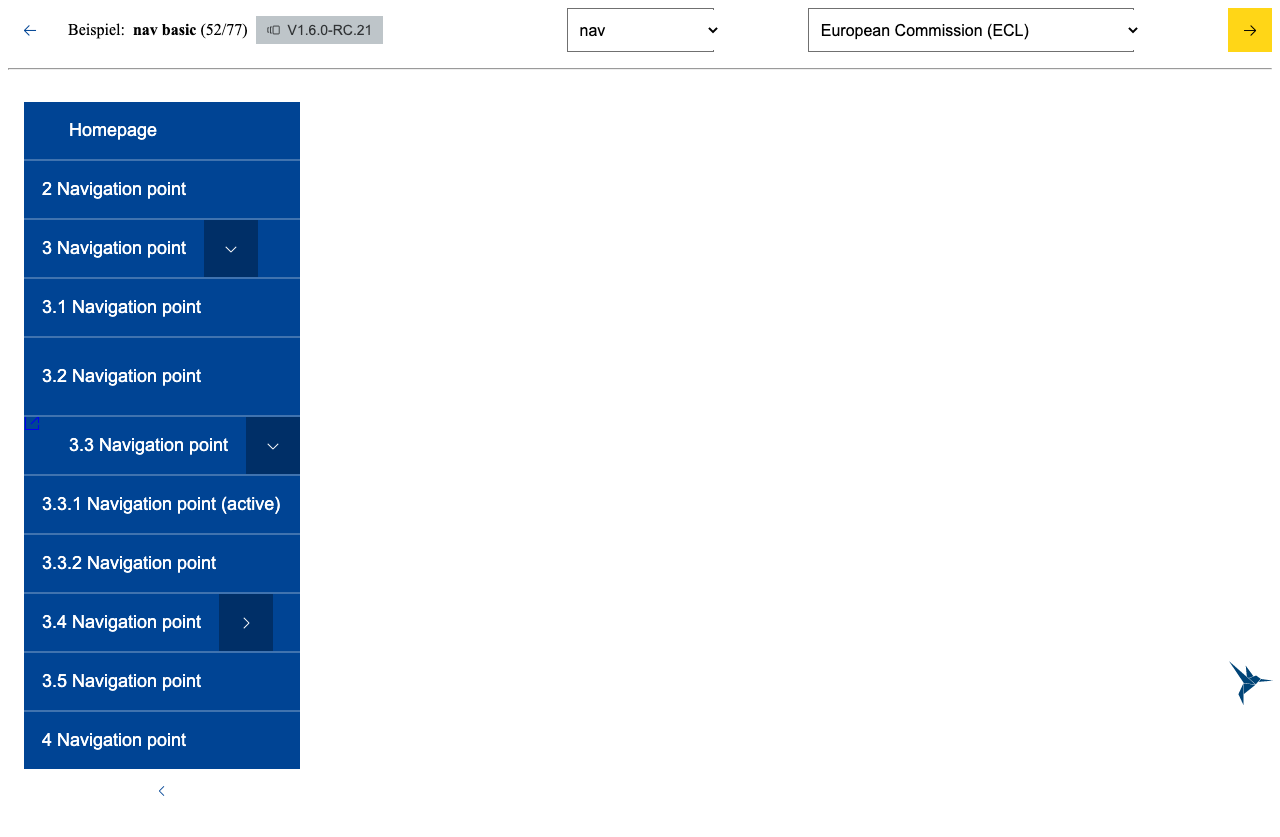 Beispiel: nav basic (52/77) V1.6.0-RC.21 nav European Commission (ECL)
Homepage
2 Navigation point
3 Navigation point
3.1 Navigation point
3.2 Navigation point
3.3 Navigation point
3.3.1 Navigation point (active)
3.3.2 Navigation point
3.4 Navigation point
3.5 Navigation point
4 Navigation point